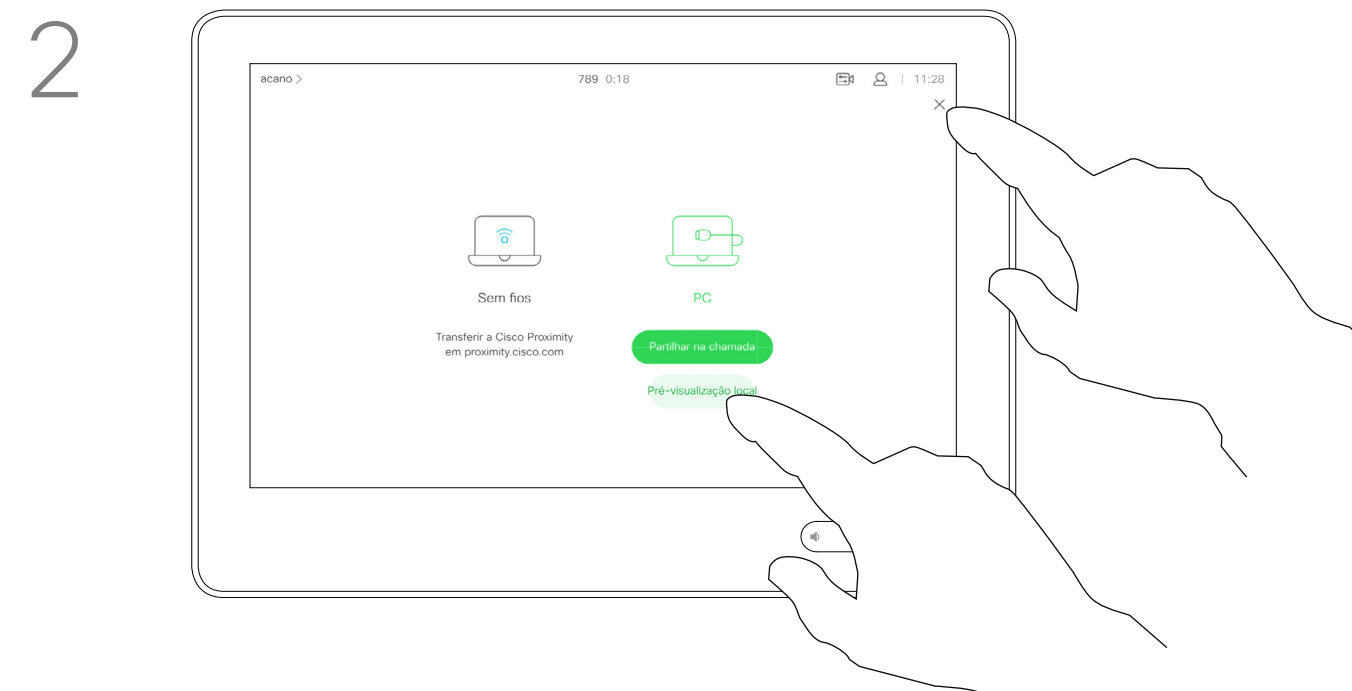 2
acano >
789 0:18
11:28
Sem fios
PC
Transferir a Cisco Proximity
em proximity.cisco.com
Partilhar na chamada
Pré-visualização local